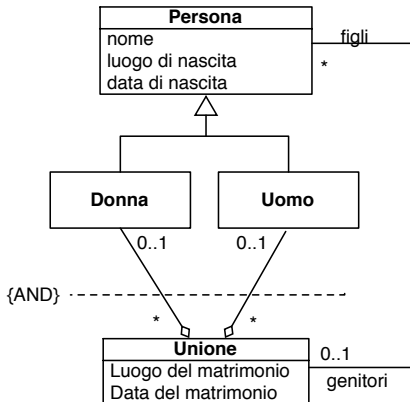 Persona
nome
luogo di nascita
data di nascita
figli
*
Donna
Uomo
0..1
0..1
{AND}
*
*
Unione
Luogo del matrimonio
Data del matrimonio
0..1
genitori